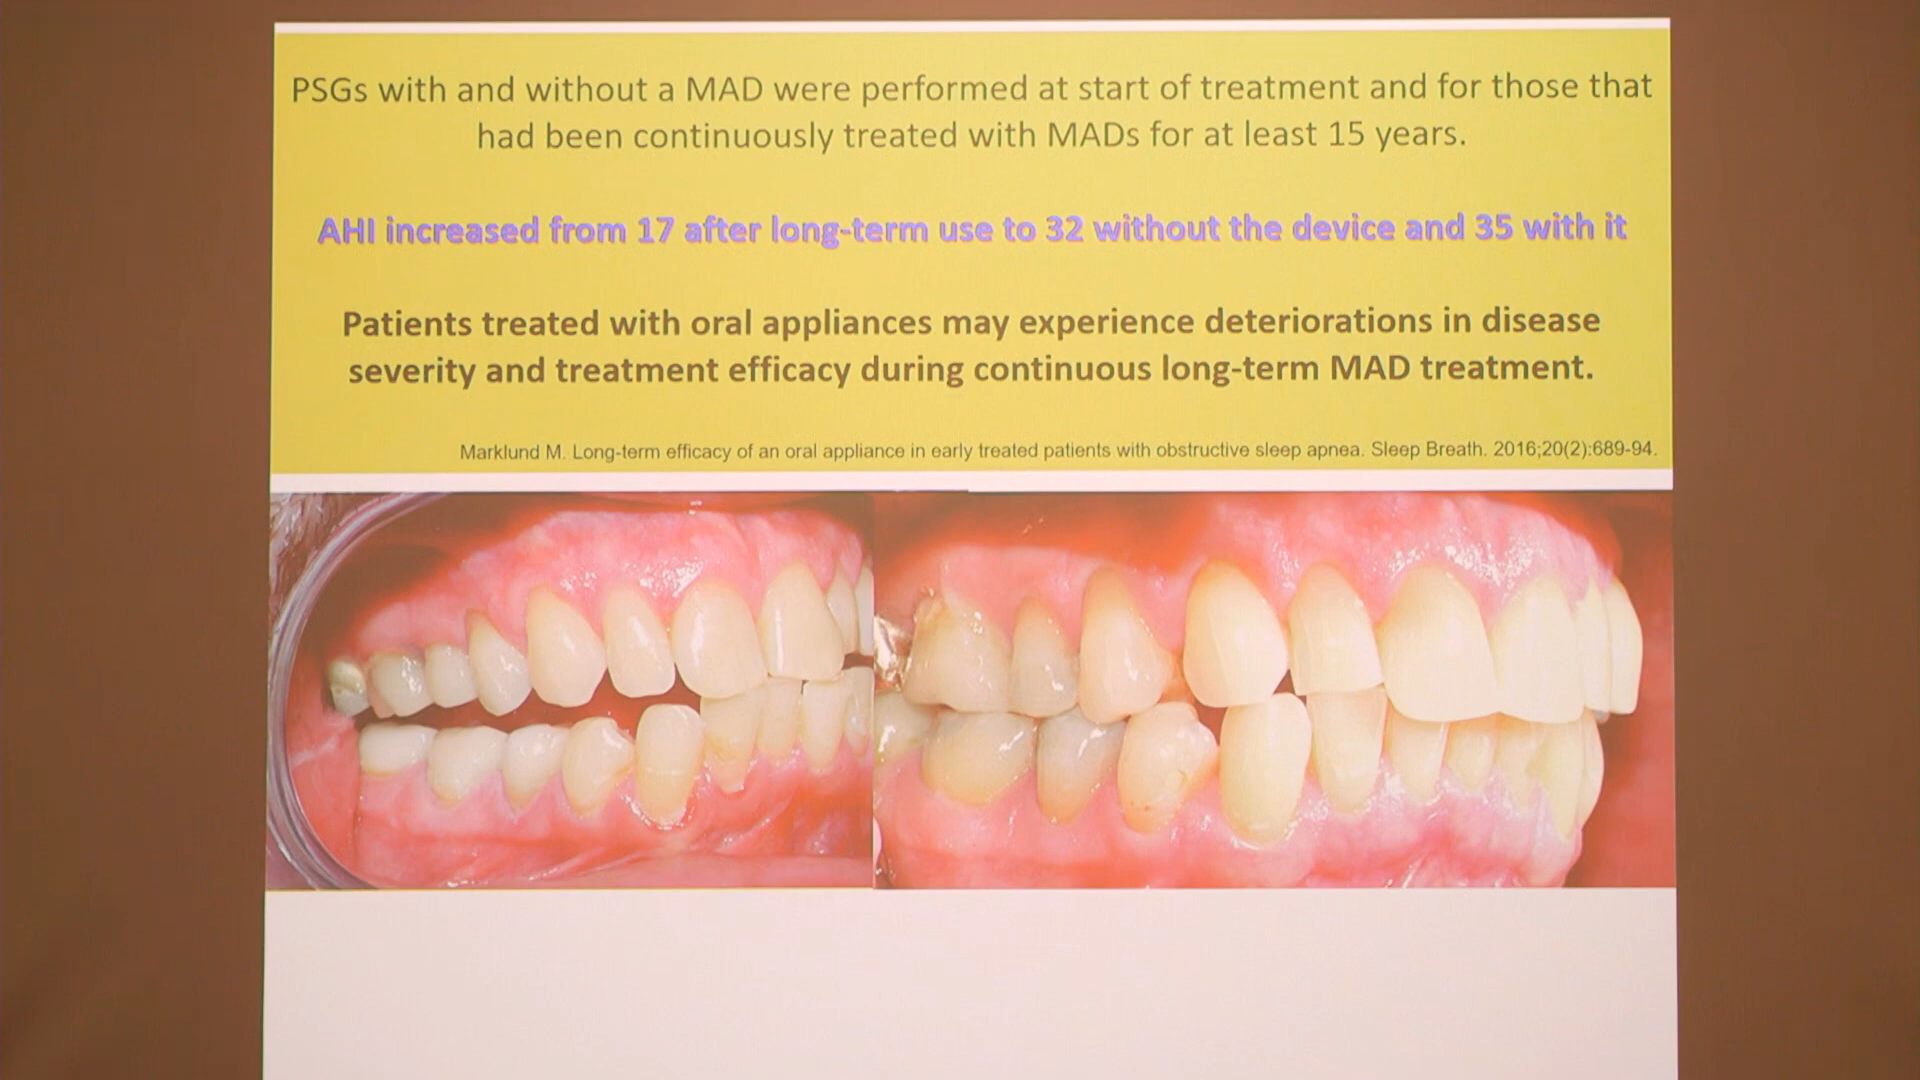 PSGs with and without a MAD were performed at start of treatment and for those that
had been continuously treated with MADs for at least 15 years.
AHI increased from 17 after long-term use to 32 without the device and 35 with it
Patients treated with oral appliances may experience deteriorations in disease
severity and treatment efficacy during continuous long-term MAD treatment.
Marklund M. Long-term efficacy of an oral appliance in early treated patients with obstructive sleep apnea. Sleep Breath. 2016;20(2):689-94.